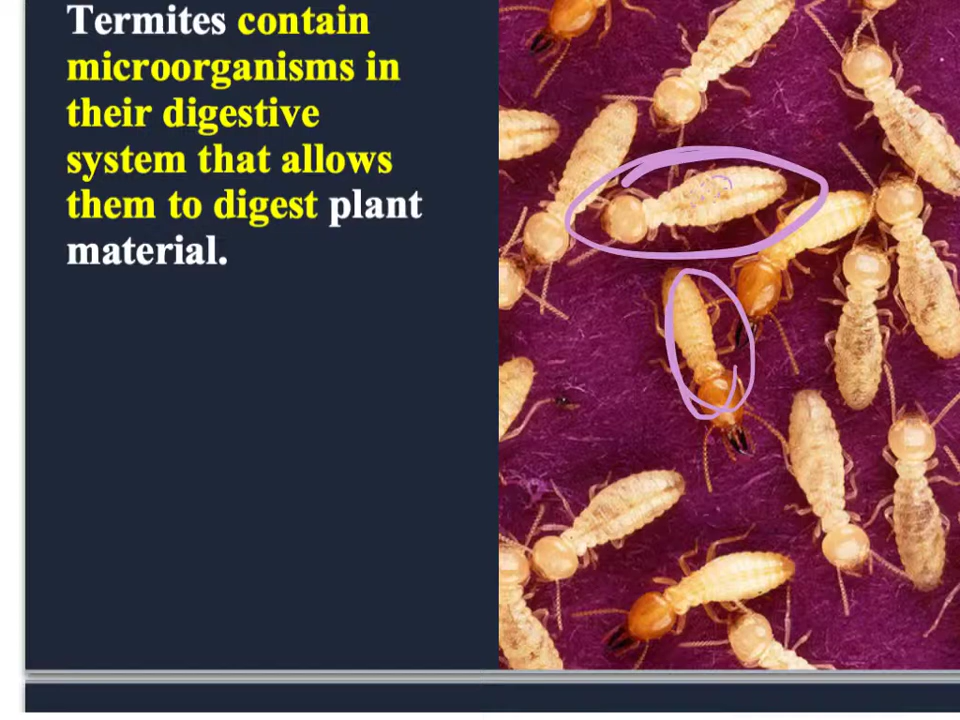 Termites contain
microorganisms in
their digestive
system that allows
them to digest plant
material.